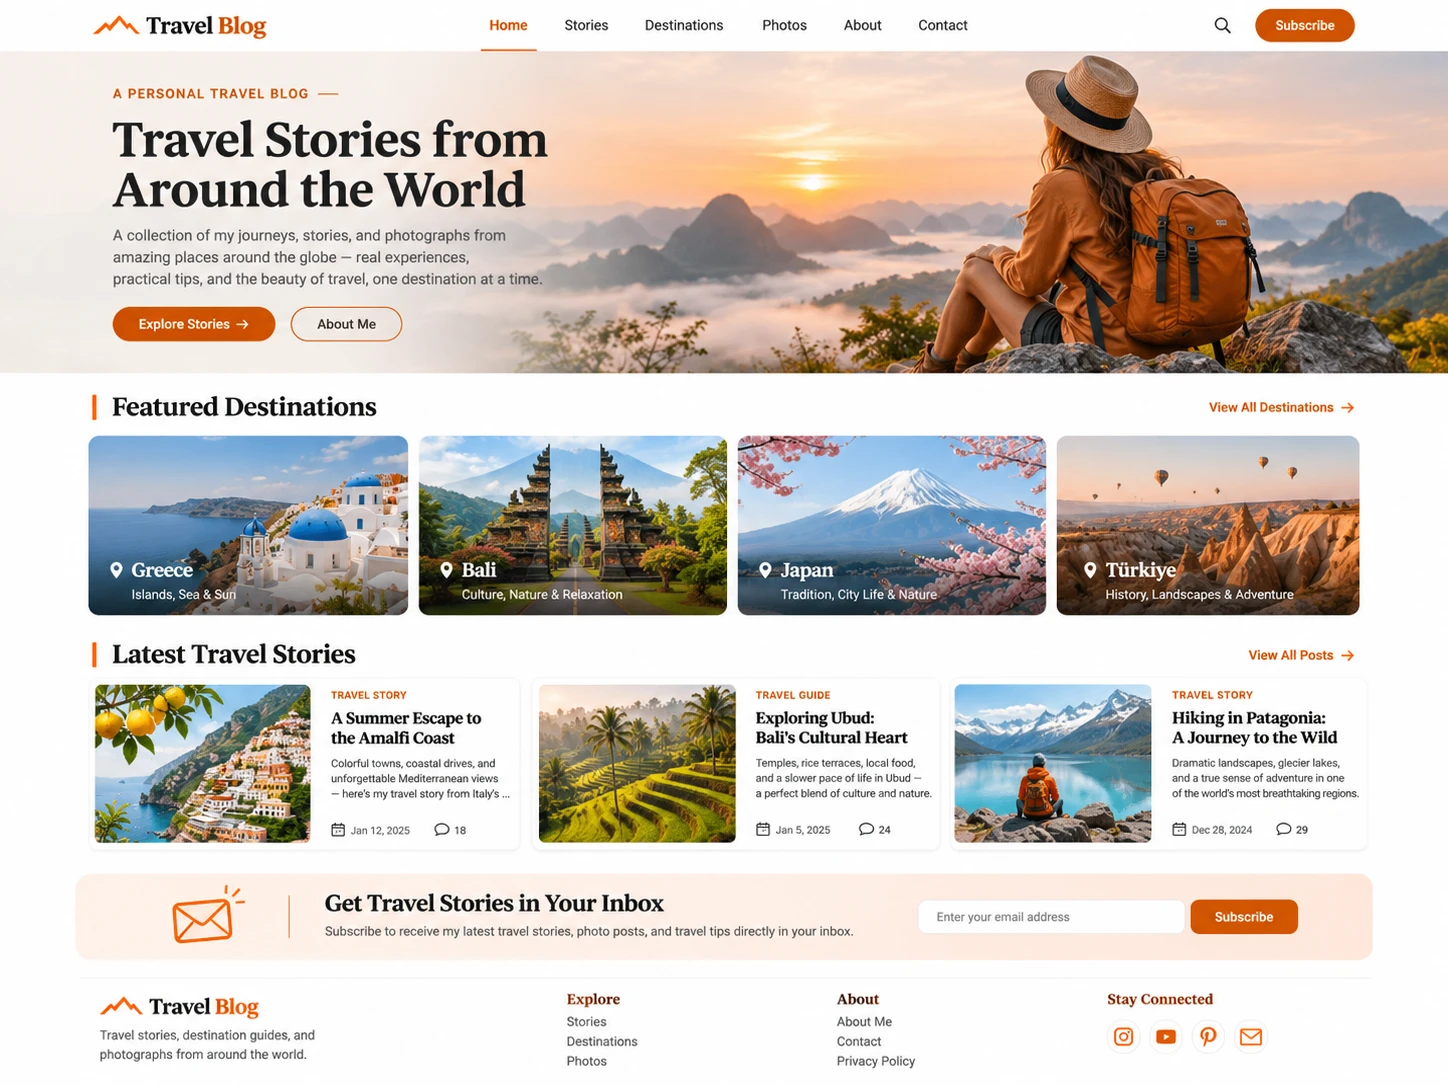 Travel Blog
Home Stories Destinations Photos About Contact Subscribe
A PERSONAL TRAVEL BLOG
Travel Stories from
Around the World
A collection of my journeys, stories, and photographs from
amazing places around the globe — real experiences,
practical tips, and the beauty of travel, one destination at a time.
Explore Stories → About Me
Featured Destinations
View All Destinations →
Greece
Islands, Sea & Sun
Bali
Culture, Nature & Relaxation
Japan
Tradition, City Life & Nature
Türkiye
History, Landscapes & Adventure
Latest Travel Stories
View All Posts →
TRAVEL STORY
A Summer Escape to
the Amalfi Coast
Colorful towns, coastal drives, and
unforgettable Mediterranean views
— here's my travel story from Italy's ...
Jan 12, 2025 18
TRAVEL GUIDE
Exploring Ubud:
Bali's Cultural Heart
Temples, rice terraces, local food,
and a slower pace of life in Ubud —
a perfect blend of culture and nature.
Jan 5, 2025 24
TRAVEL STORY
Hiking in Patagonia:
A Journey to the Wild
Dramatic landscapes, glecier lakes,
and a true sense of adventure in one
of the world's most breathtaking regions.
Dec 28, 2024 29
Get Travel Stories in Your Inbox
Subscribe to receive my latest travel stories, photo posts, and travel tips directly in your inbox.
Enter your email address
Subscribe
Travel Blog
Travel stories, destination guides, and
photographs from around the world.
Explore
Stories
Destinations
Photos
About
About Me
Contact
Privacy Policy
Stay Connected